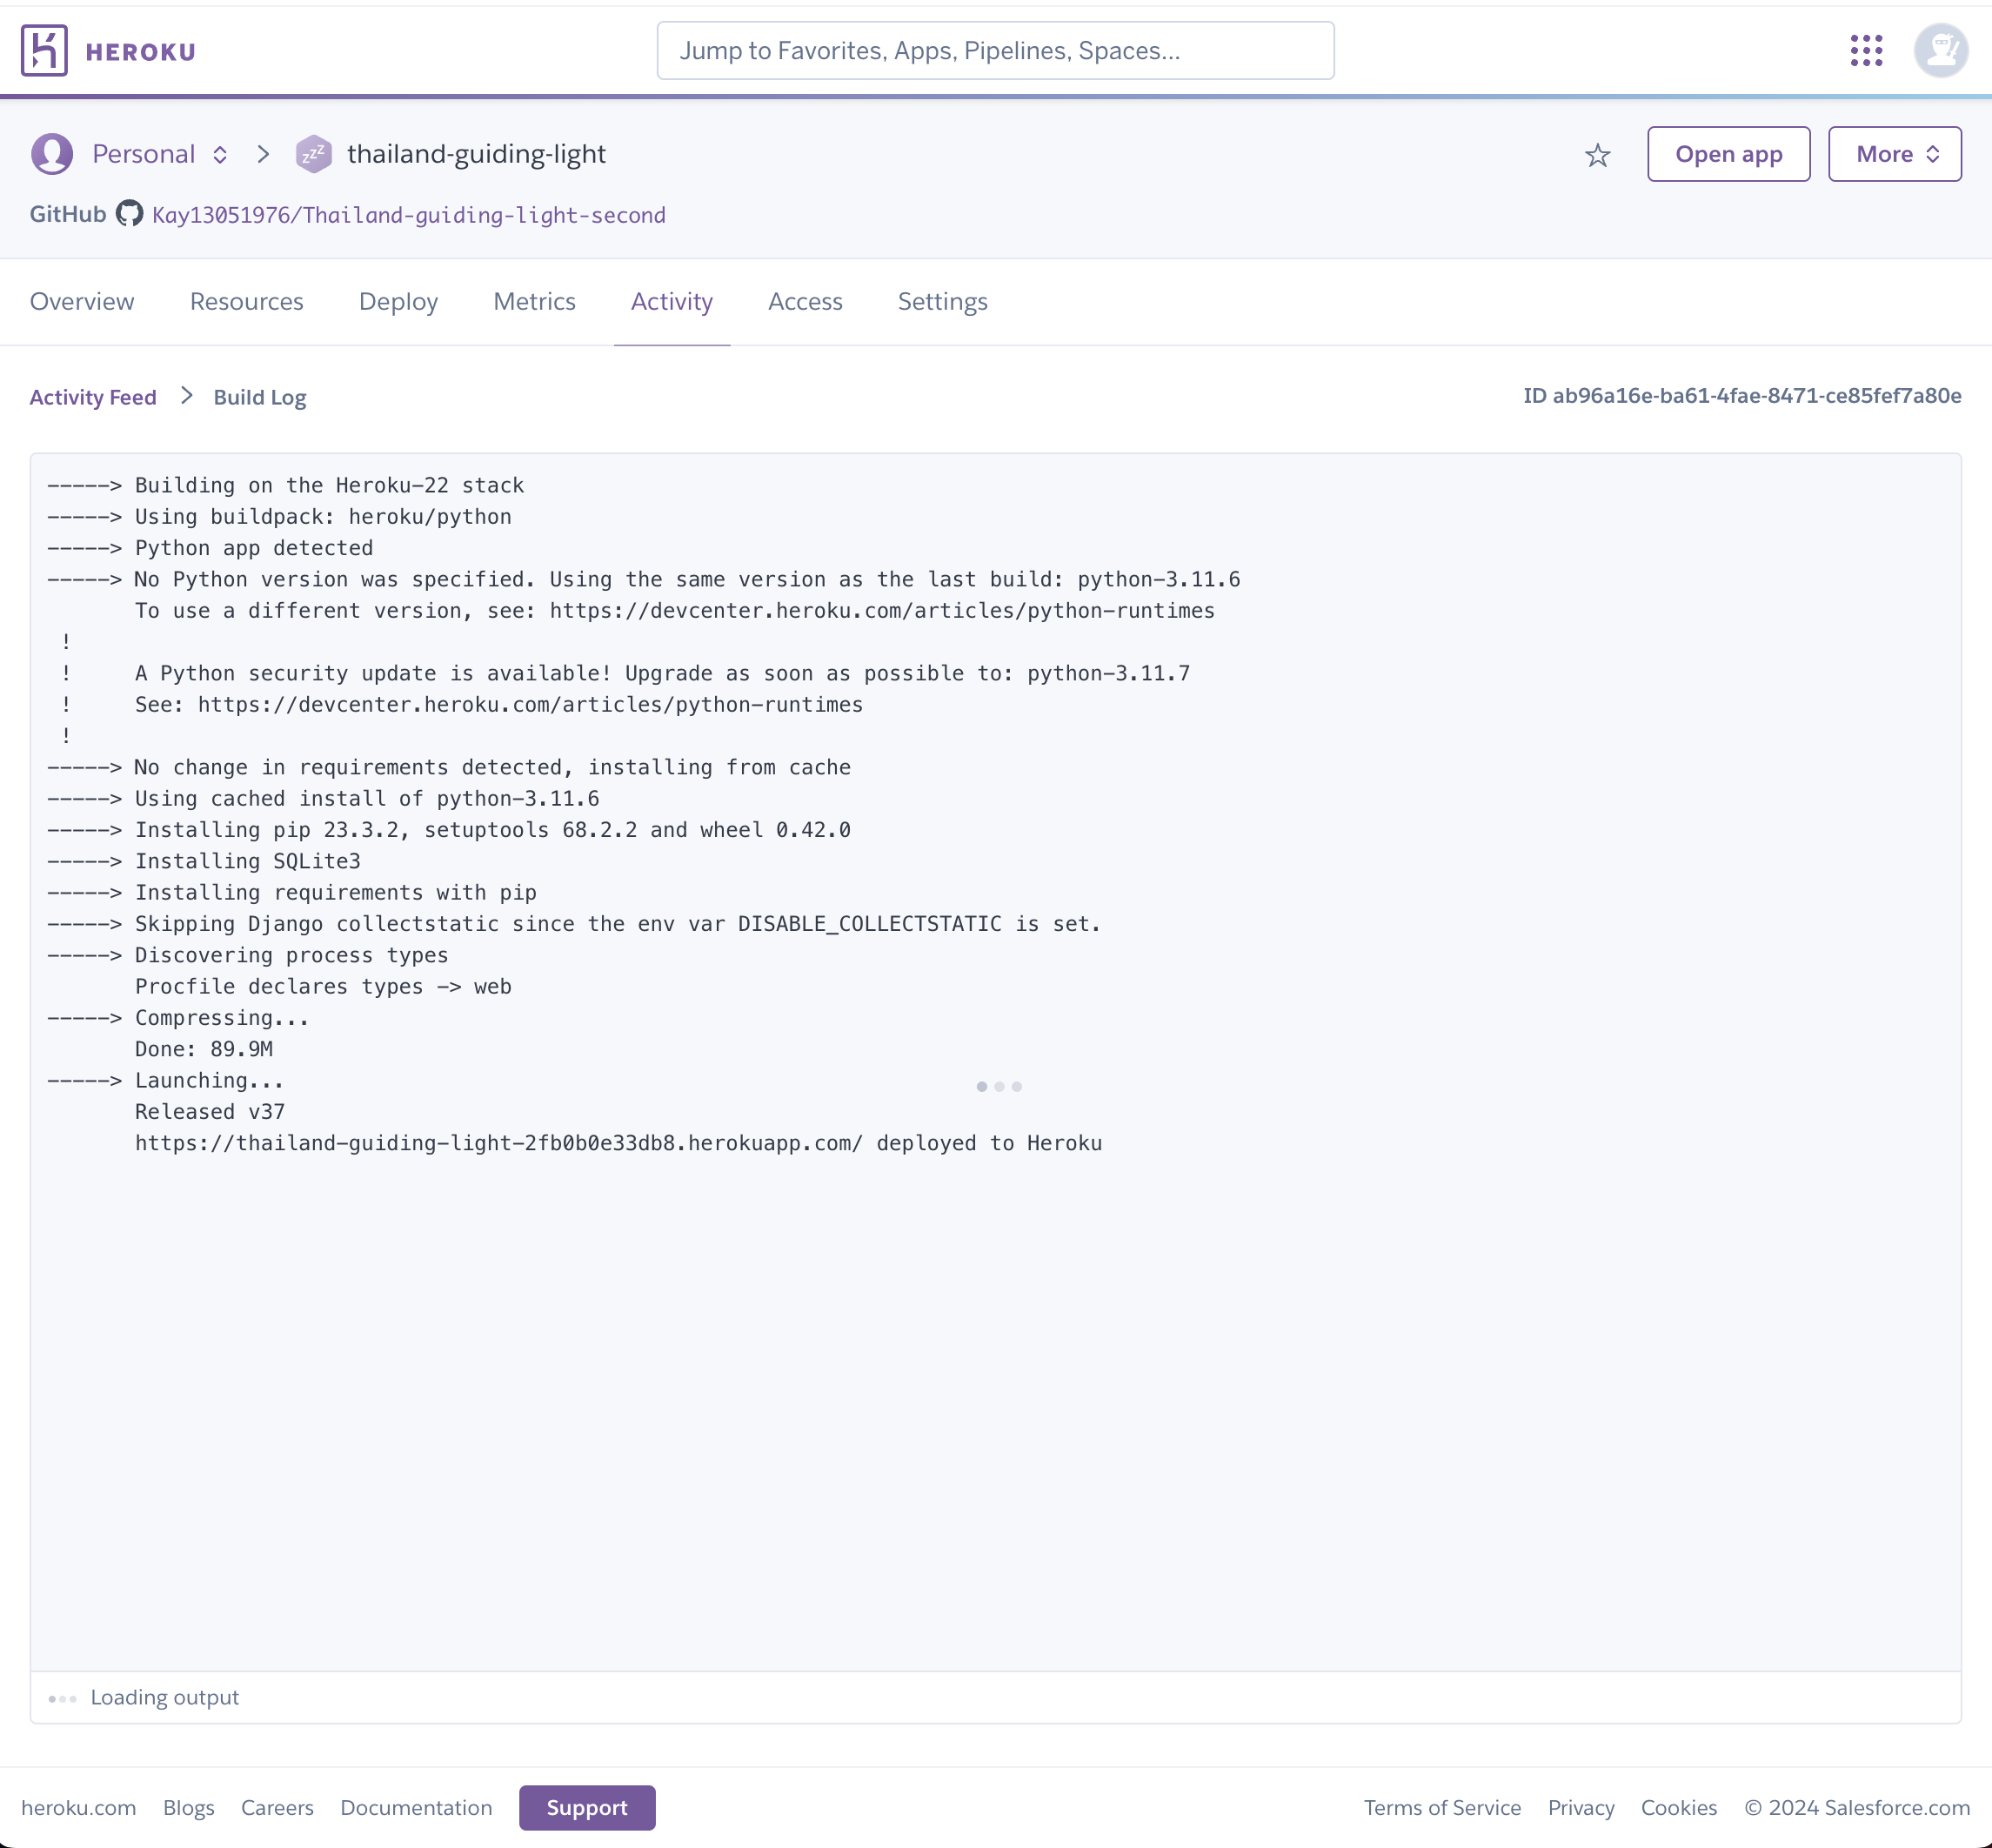 HEROKU
Jump to Favorites, Apps, Pipelines, Spaces...
Personal
zzz
thailand-guiding-light
Open app
More
GitHub Kay13051976/Thailand-guiding-light-second
Overview Resources Deploy Metrics Activity Access Settings
Activity Feed > Build Log
ID ab96a16e-ba61-4fae-8471-ce85fef7a80e
-----> Building on the Heroku-22 stack
-----> Using buildpack: heroku/python
-----> Python app detected
-----> No Python version was specified. Using the same version as the last build: python-3.11.6
To use a different version, see: https://devcenter.heroku.com/articles/python-runtimes
!
! A Python security update is available! Upgrade as soon as possible to: python-3.11.7
! See: https://devcenter.heroku.com/articles/python-runtimes
!
-----> No change in requirements detected, installing from cache
-----> Using cached install of python-3.11.6
-----> Installing pip 23.3.2, setuptools 68.2.2 and wheel 0.42.0
-----> Installing SQLite3
-----> Installing requirements with pip
-----> Skipping Django collectstatic since the env var DISABLE_COLLECTSTATIC is set.
-----> Discovering process types
Procfile declares types -> web
-----> Compressing...
Done: 89.9M
-----> Launching...
Released v37
https://thailand-guiding-light-2fb0b0e33db8.herokuapp.com/ deployed to Heroku
Loading output
heroku.com Blogs Careers Documentation Support
Terms of Service Privacy Cookies © 2024 Salesforce.com